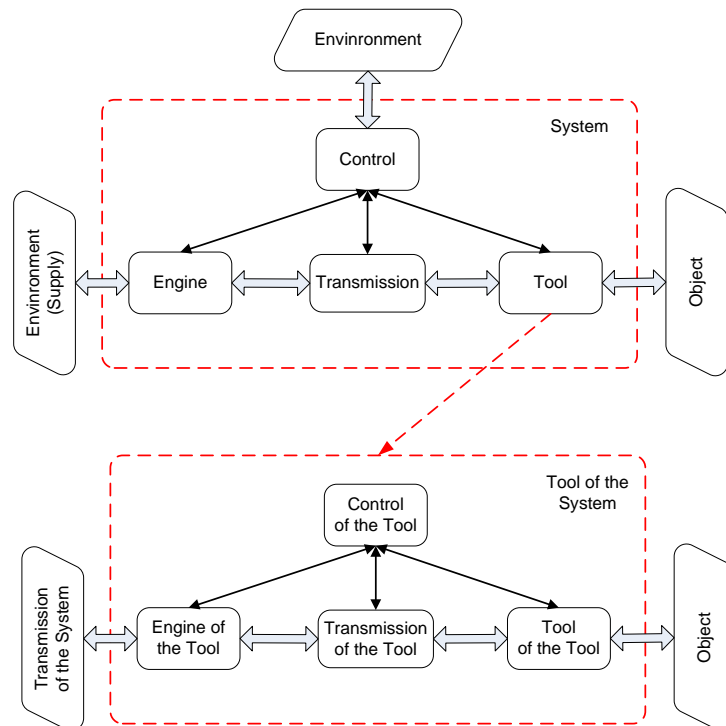 Envinronment
System
Control
Envinronment
(Supply)
Engine
Transmission
Tool
Object
Tool of the
System
Control
of the Tool
Transmission
of the System
Engine of
the Tool
Transmission
of the Tool
Tool
of the Tool
Object